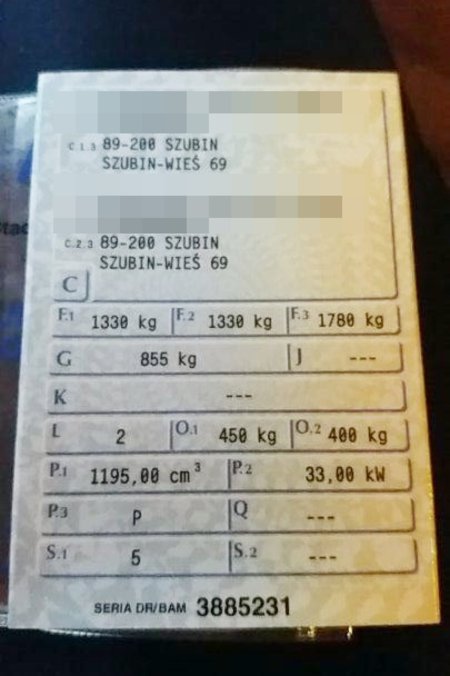 C.1.3 89-200 SZUBIN
SZUBIN-WIEŚ 69
C.2.3 89-200 SZUBIN
SZUBIN-WIEŚ 69
C
F.1 1330 kg F.2 1330 kg F.3 1780 kg
G 855 kg J ---
K ---
L 2 O.1 450 kg O.2 400 kg
P.1 1195,00 cm³ P.2 33,00 kW
P.3 P Q ---
S.1 5 S.2 ---
SERIA DR/BAM 3885231